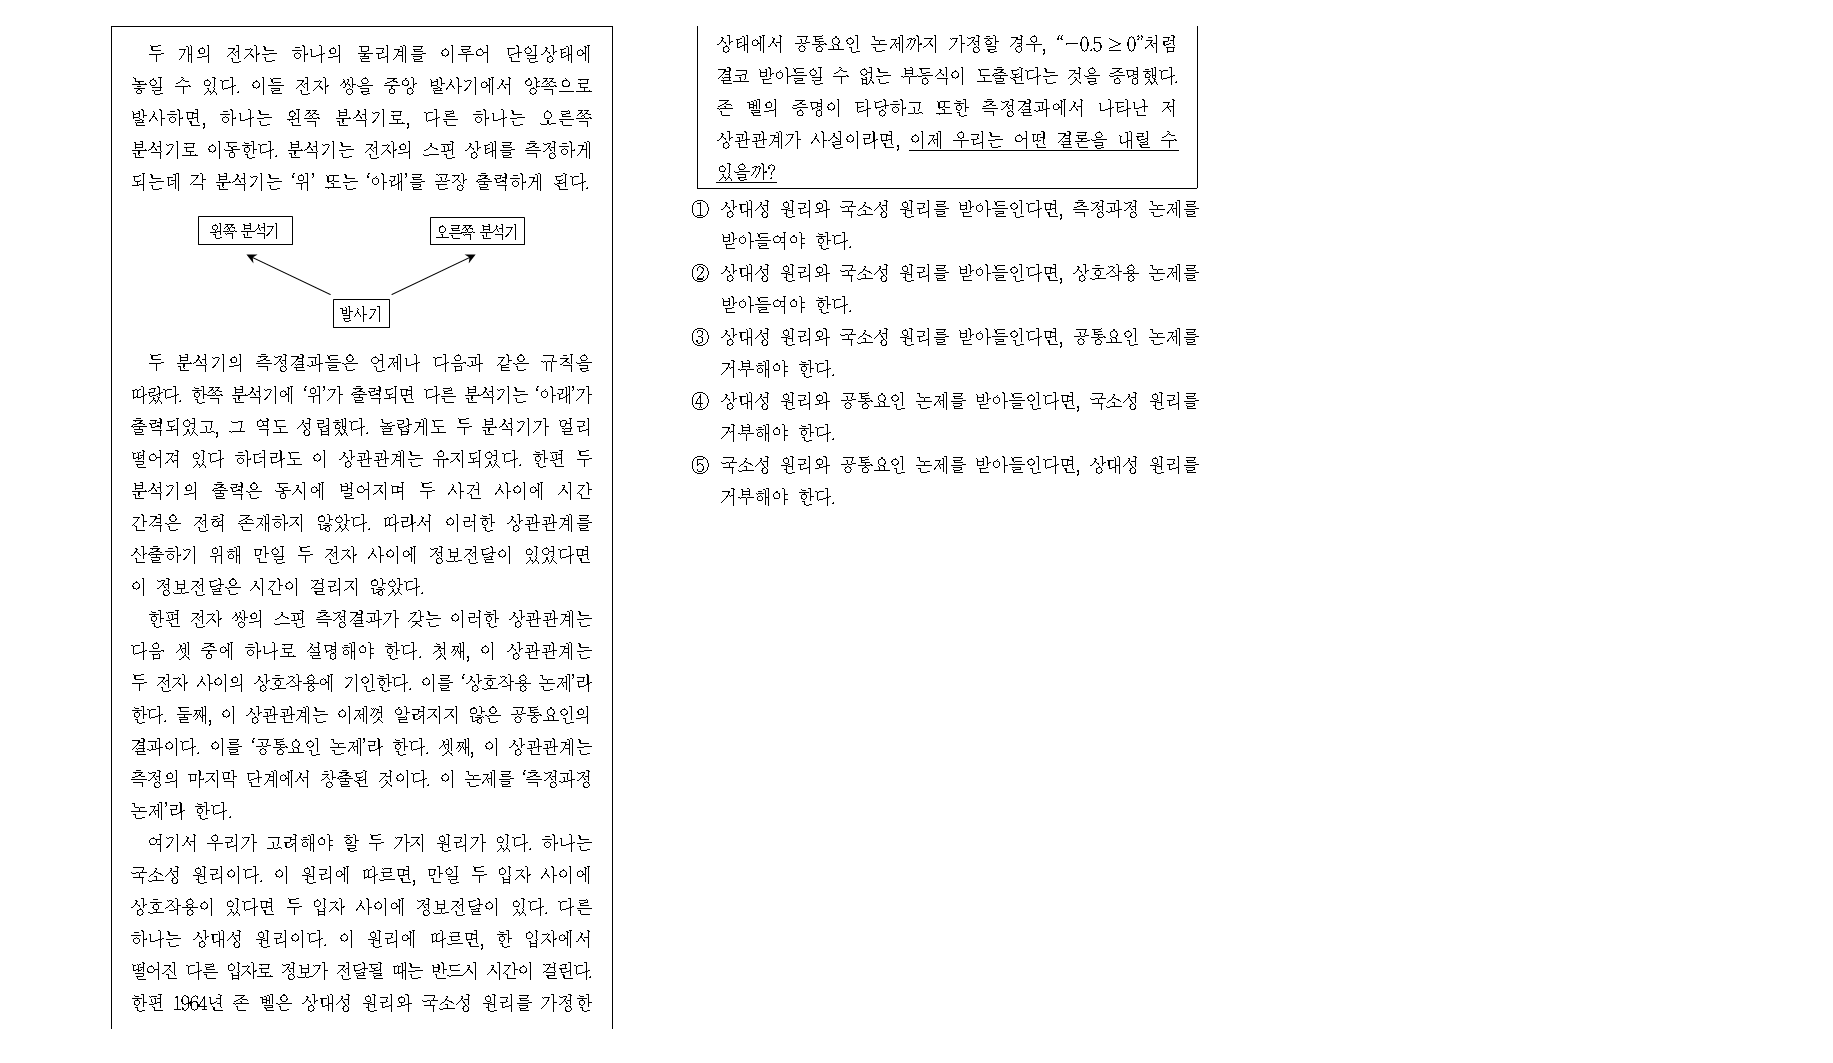 두 개의 전자는 하나의 물리계를 이루어 단일상태에
놓일 수 있다. 이들 전자 쌍을 중앙 발사기에서 양쪽으로
발사하면, 하나는 왼쪽 분석기로, 다른 하나는 오른쪽
분석기로 이동한다. 분석기는 전자의 스핀 상태를 측정하게
되는데 각 분석기는 ‘위’ 또는 ‘아래’를 곧장 출력하게 된다.
왼쪽 분석기
오른쪽 분석기
발사기
두 분석기의 측정결과들은 언제나 다음과 같은 규칙을
따랐다. 한쪽 분석기에 ‘위’가 출력되면 다른 분석기는 ‘아래’가
출력되었고, 그 역도 성립했다. 놀랍게도 두 분석기가 멀리
떨어져 있다 하더라도 이 상관관계는 유지되었다. 한편 두
분석기의 출력은 동시에 벌어지며 두 사건 사이에 시간
간격은 전혀 존재하지 않았다. 따라서 이러한 상관관계를
산출하기 위해 만일 두 전자 사이에 정보전달이 있었다면
이 정보전달은 시간이 걸리지 않았다.
한편 전자 쌍의 스핀 측정결과가 갖는 이러한 상관관계는
다음 셋 중에 하나로 설명해야 한다. 첫째, 이 상관관계는
두 전자 사이의 상호작용에 기인한다. 이를 ‘상호작용 논제’라
한다. 둘째, 이 상관관계는 이제껏 알려지지 않은 공통요인의
결과이다. 이를 ‘공통요인 논제’라 한다. 셋째, 이 상관관계는
측정의 마지막 단계에서 창출된 것이다. 이 논제를 ‘측정과정
논제’라 한다.
여기서 우리가 고려해야 할 두 가지 원리가 있다. 하나는
국소성 원리이다. 이 원리에 따르면, 만일 두 입자 사이에
상호작용이 있다면 두 입자 사이에 정보전달이 있다. 다른
하나는 상대성 원리이다. 이 원리에 따르면, 한 입자에서
떨어진 다른 입자로 정보가 전달될 때는 반드시 시간이 걸린다.
한편 1964년 존 벨은 상대성 원리와 국소성 원리를 가정한
상태에서 공통요인 논제까지 가정할 경우, “−0.5 ≥ 0”처럼
결코 받아들일 수 없는 부등식이 도출된다는 것을 증명했다.
존 벨의 증명이 타당하고 또한 측정결과에서 나타난 저
상관관계가 사실이라면, 이제 우리는 어떤 결론을 내릴 수
있을까?
① 상대성 원리와 국소성 원리를 받아들인다면, 측정과정 논제를
받아들여야 한다.
② 상대성 원리와 국소성 원리를 받아들인다면, 상호작용 논제를
받아들여야 한다.
③ 상대성 원리와 국소성 원리를 받아들인다면, 공통요인 논제를
거부해야 한다.
④ 상대성 원리와 공통요인 논제를 받아들인다면, 국소성 원리를
거부해야 한다.
⑤ 국소성 원리와 공통요인 논제를 받아들인다면, 상대성 원리를
거부해야 한다.